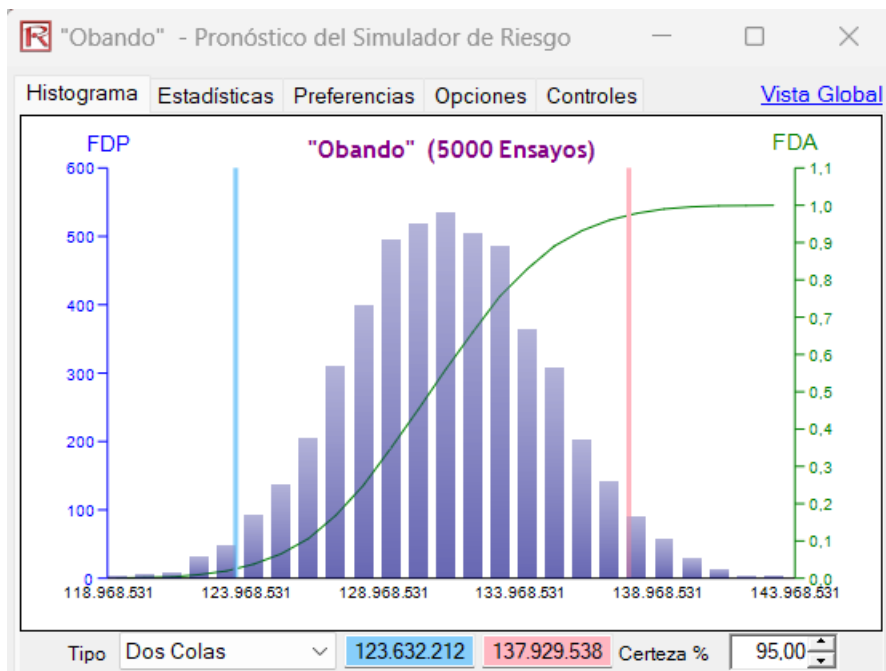 R "Obando" - Pronóstico del Simulador de Riesgo
Histograma Estadísticas Preferencias Opciones Controles Vista Global
FDP "Obando" (5000 Ensayos) FDA
600 1,1
1,0
500 0,9
0,8
400 0,7
0,6
300 0,5
200 0,4
0,3
100 0,2
0,1
0 0,0
118.968.531 123.968.531 128.968.531 133.968.531 138.968.531 143.968.531
Tipo Dos Colas 123.632.212 137.929.538 Certeza % 95,00